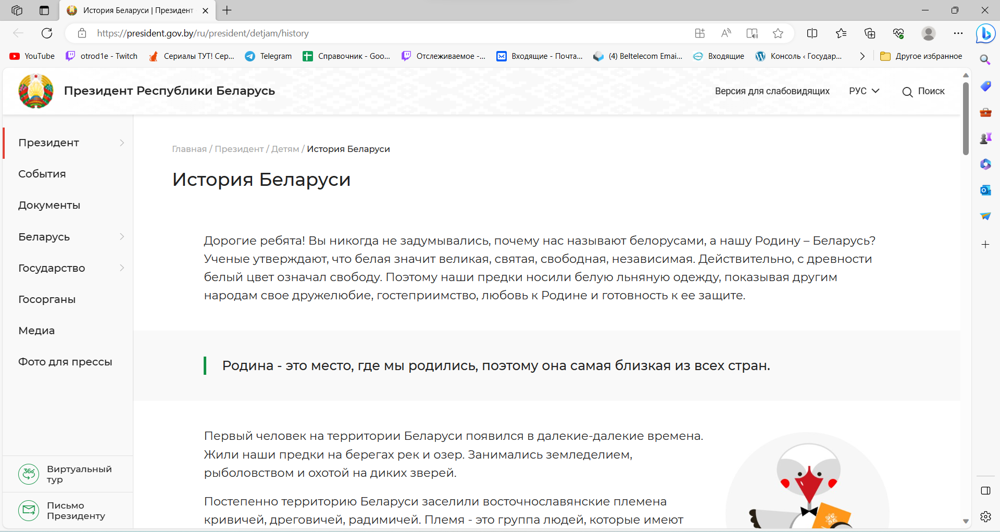 История Беларуси | Президент
https://president.gov.by/ru/president/detjam/history
YouTube
otrod1e - Twitch
Сериалы ТУТ! Сер...
Telegram
Справочник - Goo...
Отслеживаемое -...
Входящие - Почта...
(4) Beltelecom Emai...
Входящие
Консоль ‹ Государ...
Другое избранное
Президент Республики Беларусь
Версия для слабовидящих
РУС
Поиск
Президент
События
Документы
Беларусь
Государство
Госорганы
Медиа
Фото для прессы
360°
Виртуальный
тур
Письмо
Президенту
Главная / Президент / Детям / История Беларуси
История Беларуси
Дорогие ребята! Вы никогда не задумывались, почему нас называют белорусами, а нашу Родину – Беларусь?
Ученые утверждают, что белая значит великая, святая, свободная, независимая. Действительно, с древности
белый цвет означал свободу. Поэтому наши предки носили белую льняную одежду, показывая другим
народам свое дружелюбие, гостеприимство, любовь к Родине и готовность к ее защите.
Родина - это место, где мы родились, поэтому она самая близкая из всех стран.
Первый человек на территории Беларуси появился в далекие-далекие времена.
Жили наши предки на берегах рек и озер. Занимались земледелием,
рыболовством и охотой на диких зверей.
Постепенно территорию Беларуси заселили восточнославянские племена
кривичей, дреговичей, радимичей. Племя - это группа людей, которые имеют